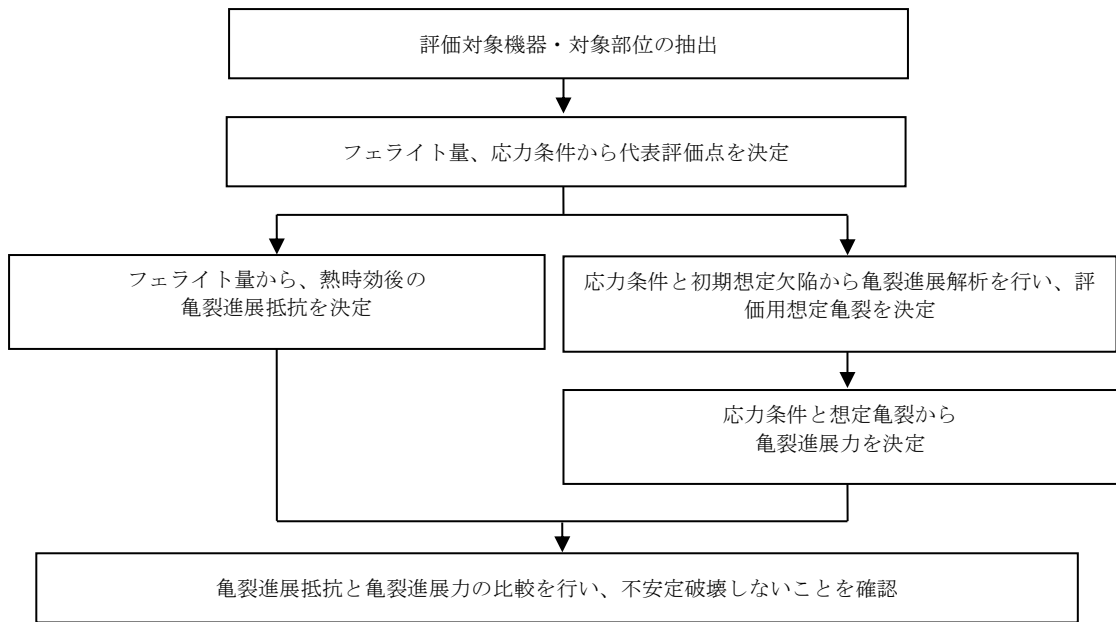 評価対象機器・対象部位の抽出
フェライト量、応力条件から代表評価点を決定
フェライト量から、熱時効後の
亀裂進展抵抗を決定
応力条件と初期想定欠陥から亀裂進展解析を行い、評
価用想定亀裂を決定
応力条件と想定亀裂から
亀裂進展力を決定
亀裂進展抵抗と亀裂進展力の比較を行い、不安定破壊しないことを確認